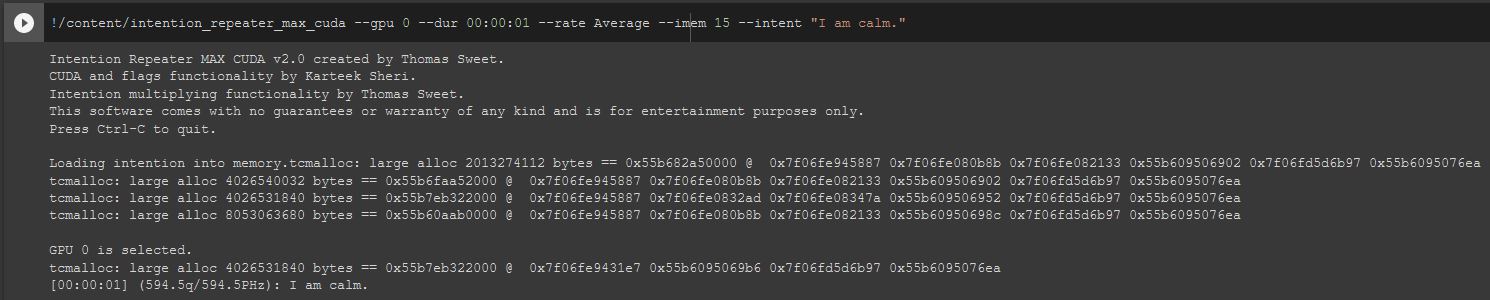 !/content/intention_repeater_max_cuda --gpu 0 --dur 00:00:01 --rate Average --imem 15 --intent "I am calm."
Intention Repeater MAX CUDA v2.0 created by Thomas Sweet.
CUDA and flags functionality by Karteek Sheri.
Intention multiplying functionality by Thomas Sweet.
This software comes with no guarantees or warranty of any kind and is for entertainment purposes only.
Press Ctrl-C to quit.
Loading intention into memory.tcmalloc: large alloc 2013274112 bytes == 0x55b682a50000 @  0x7f06fe945887 0x7f06fe080b8b 0x7f06fe082133 0x55b609506902 0x7f06fd5d6b97 0x55b6095076ea
tcmalloc: large alloc 4026540032 bytes == 0x55b6faa52000 @  0x7f06fe945887 0x7f06fe080b8b 0x7f06fe082133 0x55b609506902 0x7f06fd5d6b97 0x55b6095076ea
tcmalloc: large alloc 4026531840 bytes == 0x55b7eb322000 @  0x7f06fe945887 0x7f06fe0832ad 0x7f06fe08347a 0x55b609506952 0x7f06fd5d6b97 0x55b6095076ea
tcmalloc: large alloc 8053063680 bytes == 0x55b60aab0000 @  0x7f06fe945887 0x7f06fe080b8b 0x7f06fe082133 0x55b60950698c 0x7f06fd5d6b97 0x55b6095076ea
GPU 0 is selected.
tcmalloc: large alloc 4026531840 bytes == 0x55b7eb322000 @  0x7f06fe9431e7 0x55b6095069b6 0x7f06fd5d6b97 0x55b6095076ea
[00:00:01] (594.5q/594.5PHz): I am calm.